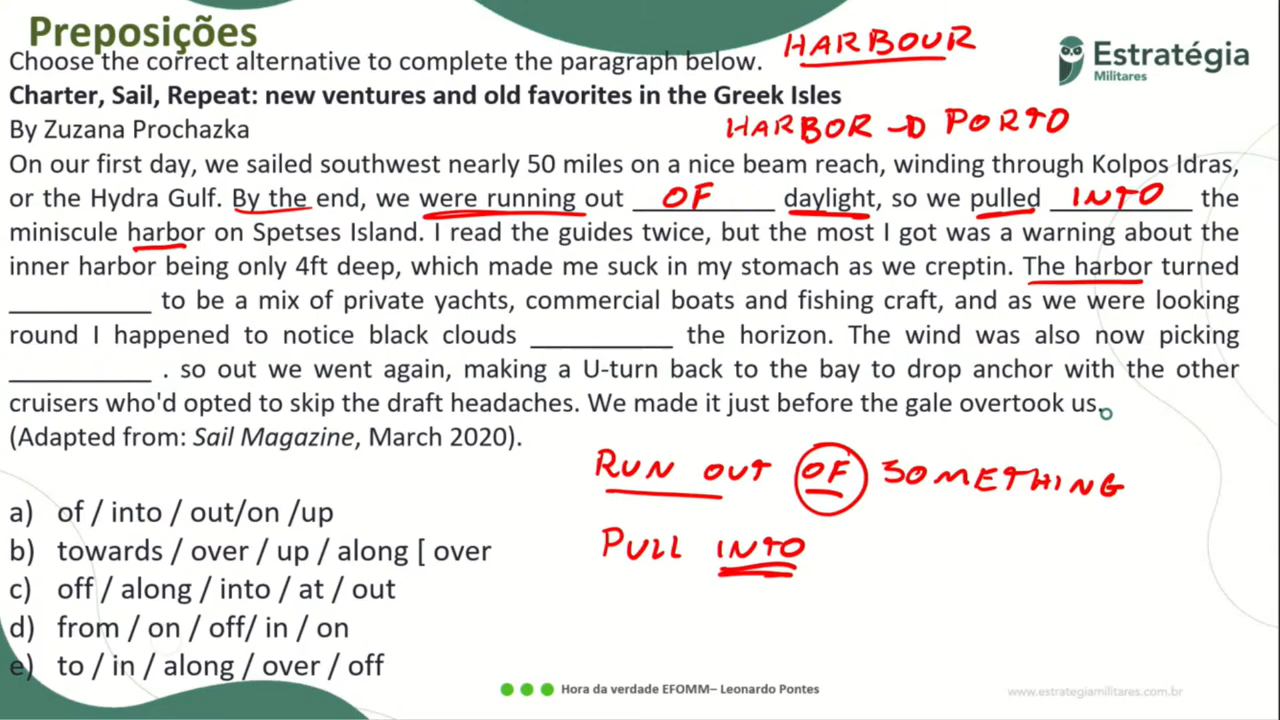 Preposições
HARBOUR
Estratégia
Militares
Choose the correct alternative to complete the paragraph below.
Charter, Sail, Repeat: new ventures and old favorites in the Greek Isles
HARBOR → PORTO
By Zuzana Prochazka
On our first day, we sailed southwest nearly 50 miles on a nice beam reach, winding through Kolpos Idras,
or the Hydra Gulf. By the end, we were running out OF daylight, so we pulled INTO the
miniscule harbor on Spetses Island. I read the guides twice, but the most I got was a warning about the
inner harbor being only 4ft deep, which made me suck in my stomach as we creptin. The harbor turned
__________ to be a mix of private yachts, commercial boats and fishing craft, and as we were looking
round I happened to notice black clouds __________ the horizon. The wind was also now picking
__________ . so out we went again, making a U-turn back to the bay to drop anchor with the other
cruisers who'd opted to skip the draft headaches. We made it just before the gale overtook us.
(Adapted from: Sail Magazine, March 2020).
RUN OUT OF SOMETHING
PULL INTO
a) of / into / out/on /up
b) towards / over / up / along [ over
c) off / along / into / at / out
d) from / on / off/ in / on
e) to / in / along / over / off
Hora da verdade EFOMM– Leonardo Pontes
www.estrategiamilitares.com.br